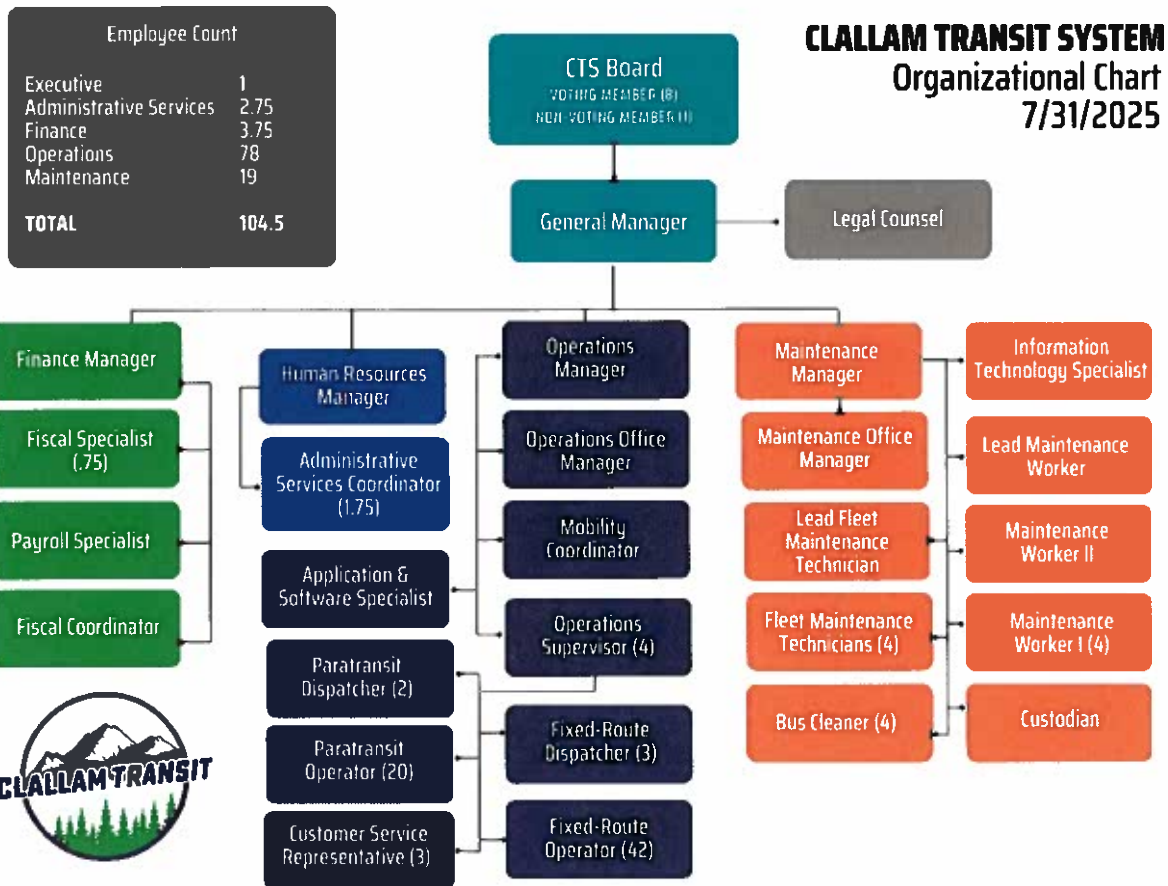 Employee Count
Executive 1
Administrative Services 2.75
Finance 3.75
Operations 78
Maintenance 19
TOTAL 104.5
CLALLAM TRANSIT SYSTEM
Organizational Chart
7/31/2025
CTS Board
VOTING MEMBER (8)
NON-VOTING MEMBER (1)
General Manager
Legal Counsel
Finance Manager
Fiscal Specialist
(.75)
Payroll Specialist
Fiscal Coordinator
Human Resources
Manager
Administrative
Services Coordinator
(1.75)
Application &
Software Specialist
Paratransit
Dispatcher (2)
Paratransit
Operator (20)
Customer Service
Representative (3)
Operations
Manager
Operations Office
Manager
Mobility
Coordinator
Operations
Supervisor (4)
Fixed-Route
Dispatcher (3)
Fixed-Route
Operator (42)
Maintenance
Manager
Maintenance Office
Manager
Lead Fleet
Maintenance
Technician
Fleet Maintenance
Technicians (4)
Bus Cleaner (4)
Information
Technology Specialist
Lead Maintenance
Worker
Maintenance
Worker II
Maintenance
Worker I (4)
Custodian
CLALLAM TRANSIT